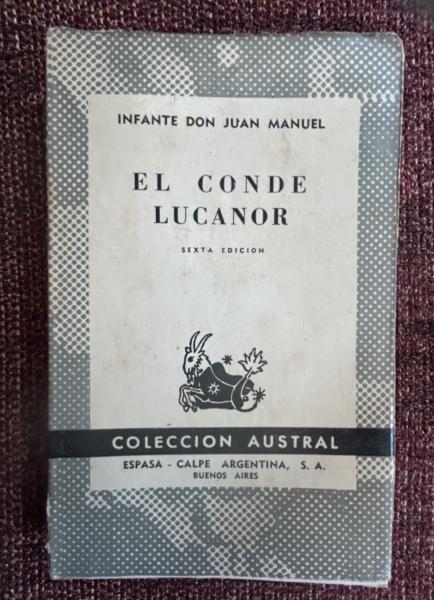 INFANTE DON JUAN MANUEL
EL CONDE
LUCANOR
SEXTA EDICION
COLECCION AUSTRAL
ESPASA - CALPE ARGENTINA, S. A.
BUENOS AIRES